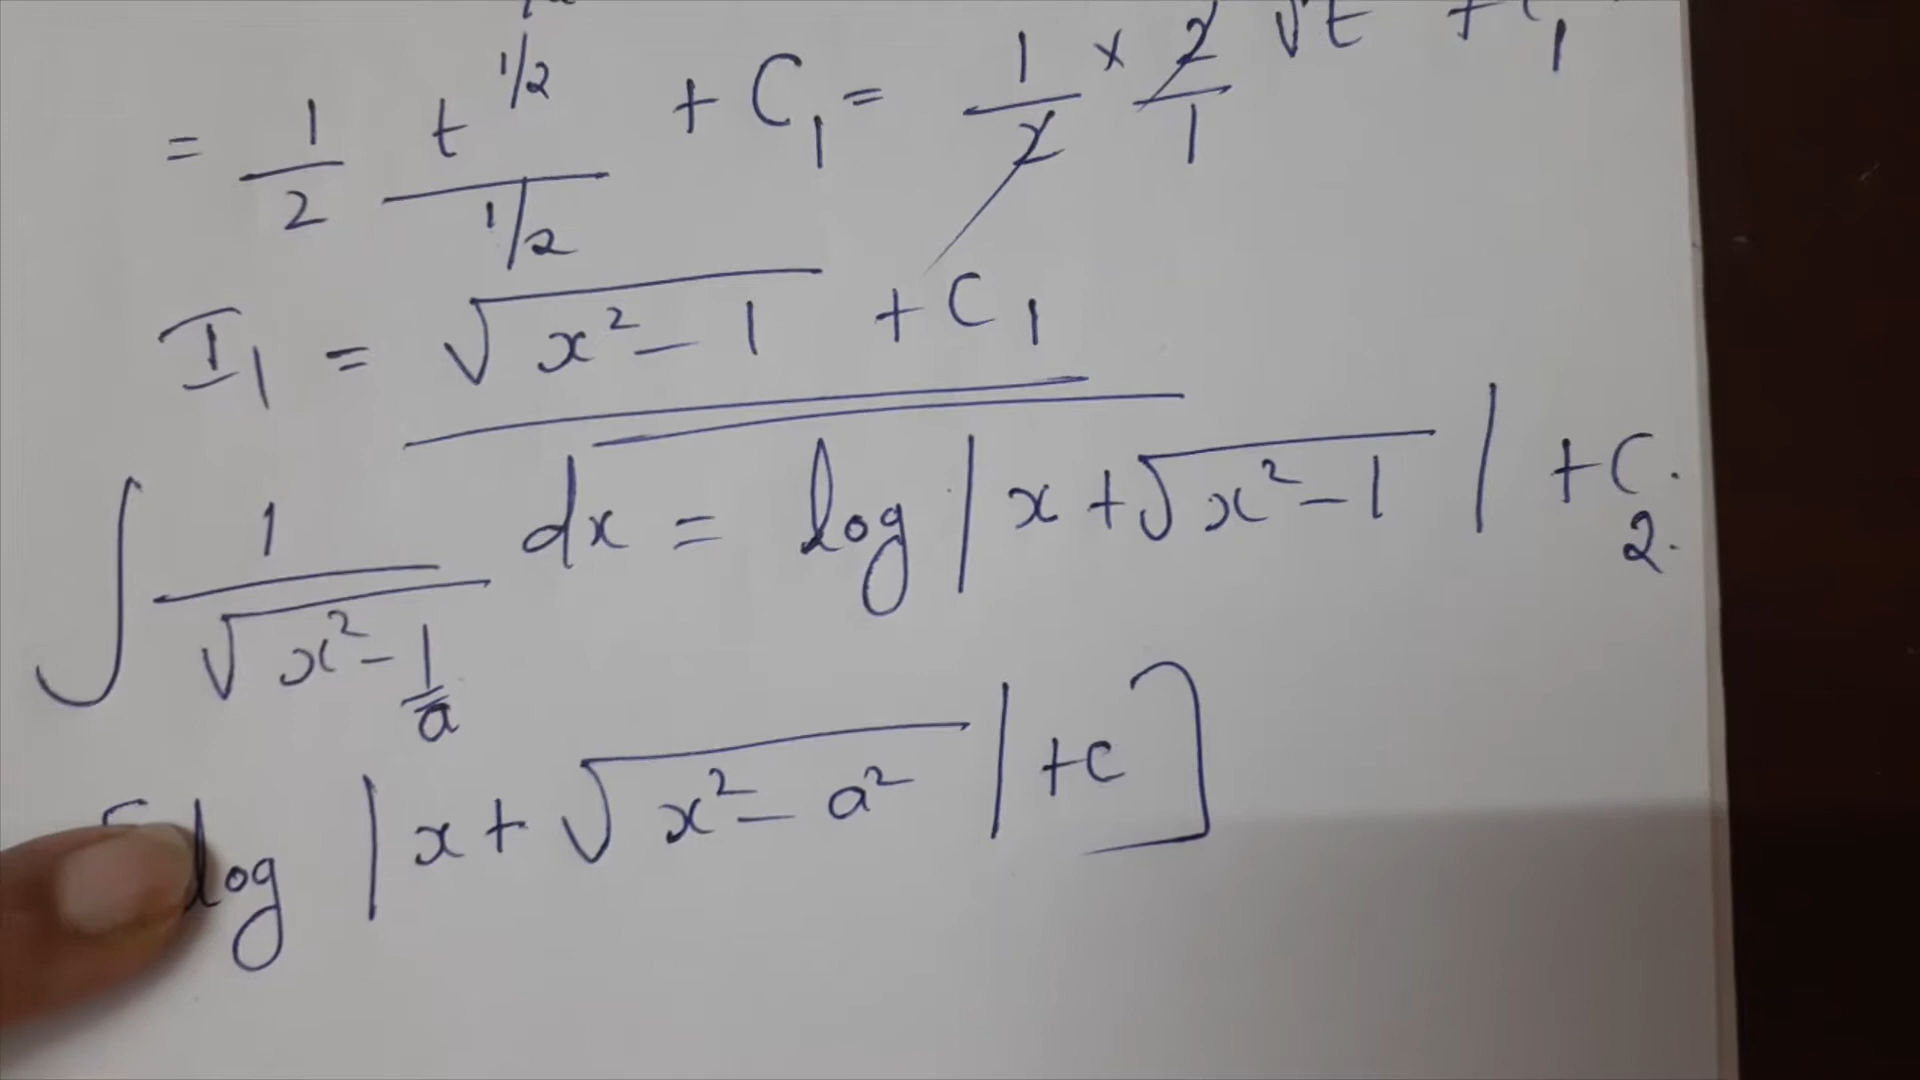 = 1/2 t^1/2 / 1/2 + C₁ = 1/2 × 2/1 √t + C₁
I₁ = √(x² - 1) + C₁
∫ 1/√(x² - 1) dx = log |x + √(x² - 1)| + C₂.
a
[log |x + √(x² - a²)| + c]